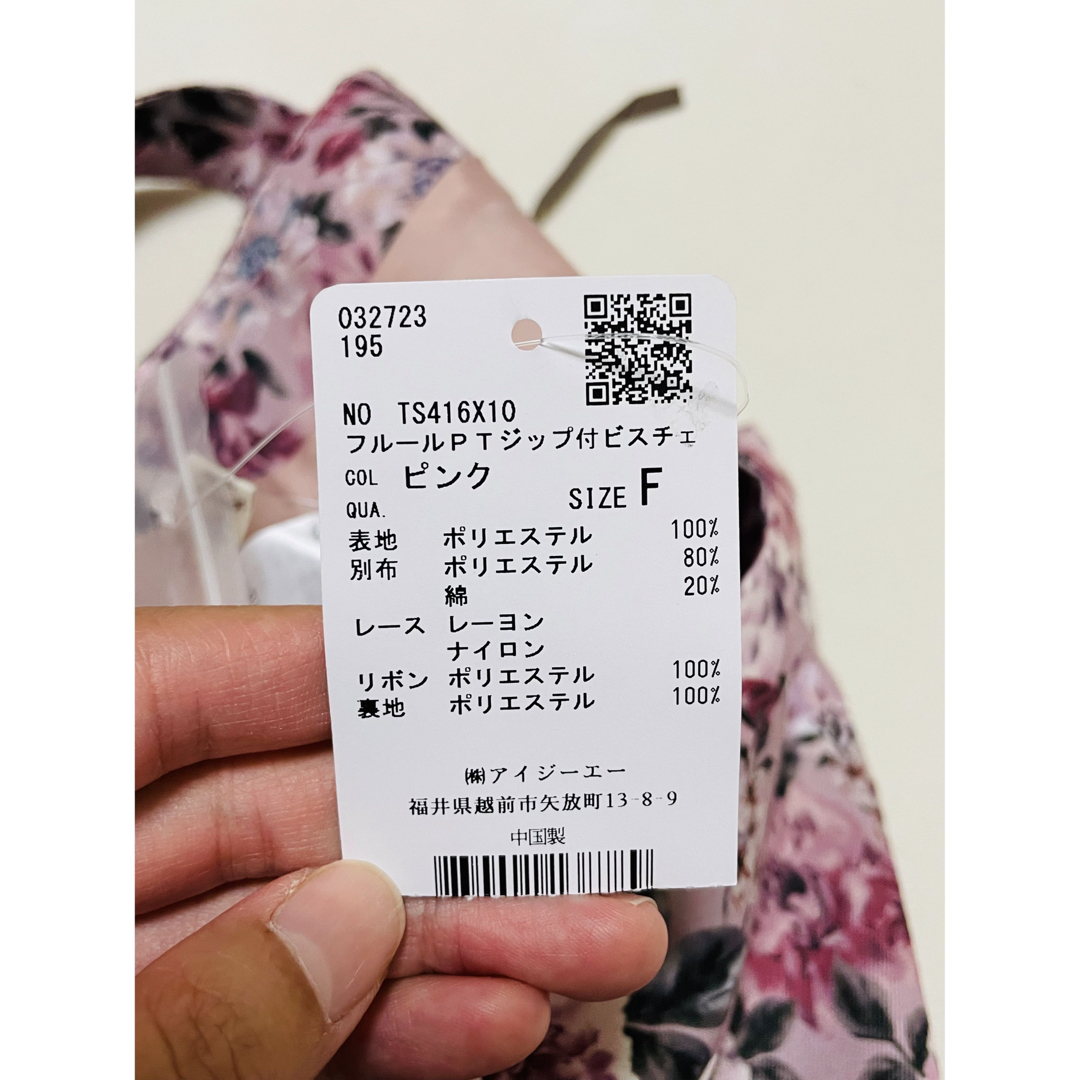 032723
195
NO TS416X10
フルールPTジップ付ビスチェ
COL ピンク
SIZE F
QUA.
表地 ポリエステル 100%
別布 ポリエステル 80%
綿 20%
レース レーヨン
ナイロン
リボン ポリエステル 100%
裏地 ポリエステル 100%
㈱アイジーエー
福井県越前市矢放町13-8-9
中国製